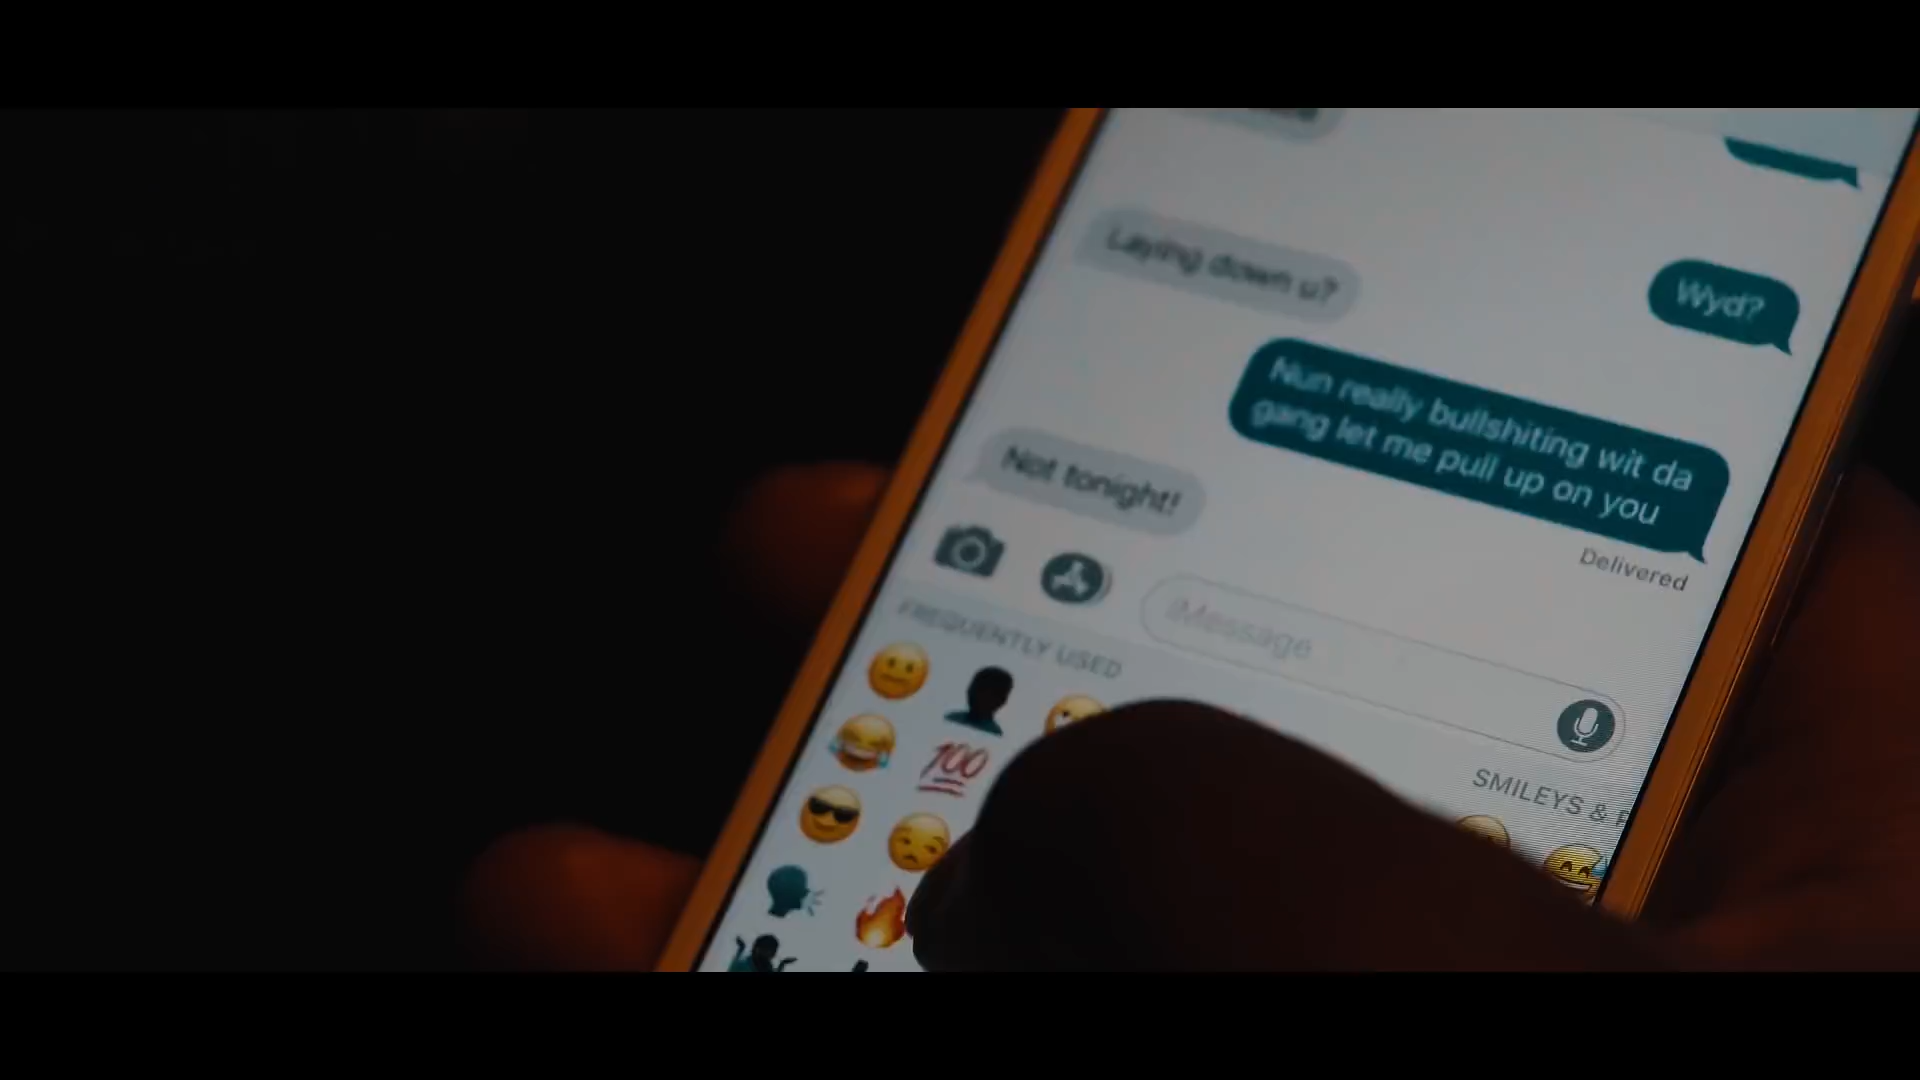 Wyd?
Laying down u?
Nun really bullshiting wit da
gang let me pull up on you
Delivered
Not tonight!
iMessage
FREQUENTLY USED
SMILEYS &
100